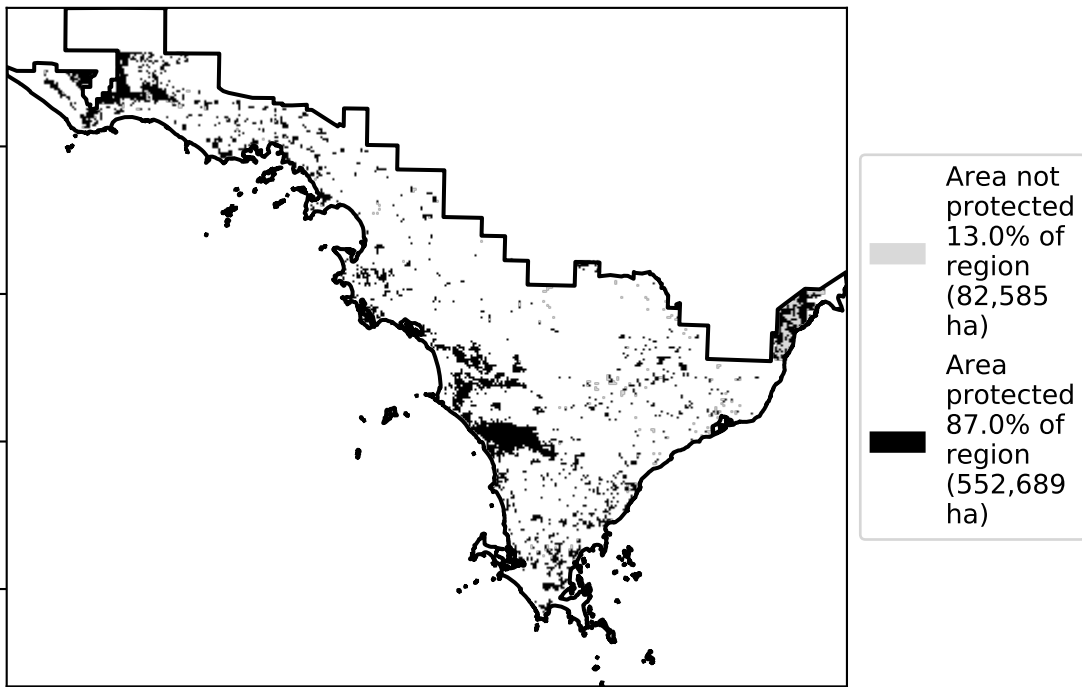 Area not
protected
13.0% of
region
(82,585
ha)
Area
protected
87.0% of
region
(552,689
ha)